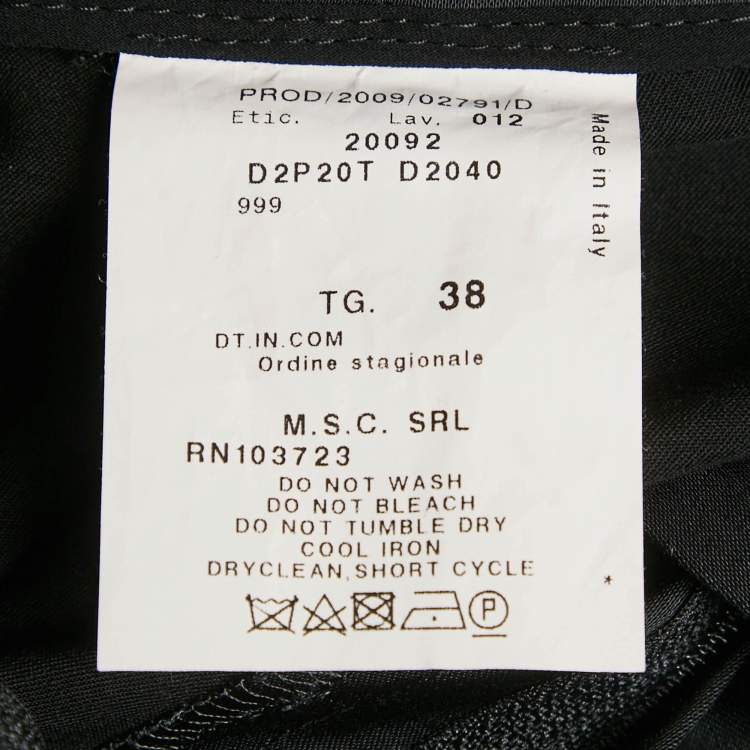 PROD/2009/02791/D
Etic. Lav. 012
20092
D2P20T D2040
999
Made in Italy
TG. 38
DT.IN.COM
Ordine stagionale
M.S.C. SRL
RN103723
DO NOT WASH
DO NOT BLEACH
DO NOT TUMBLE DRY
COOL IRON
DRYCLEAN,SHORT CYCLE
*
P